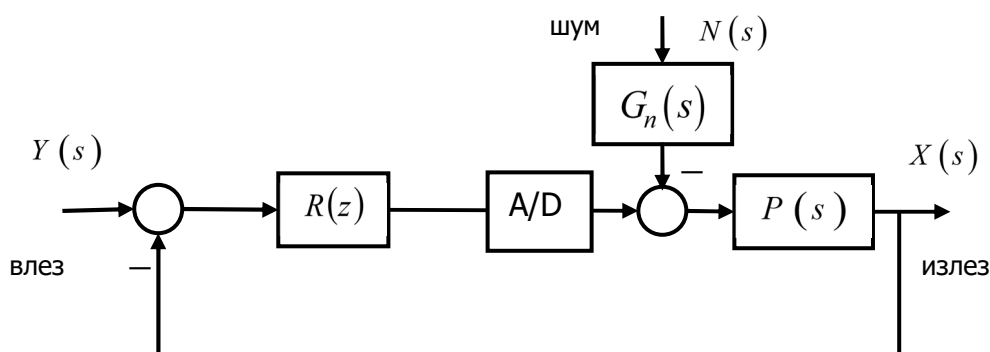 шум
N(s)
Gₙ(s)
Y(s)
–
X(s)
R(z)
A/D
P(s)
влез
–
излез